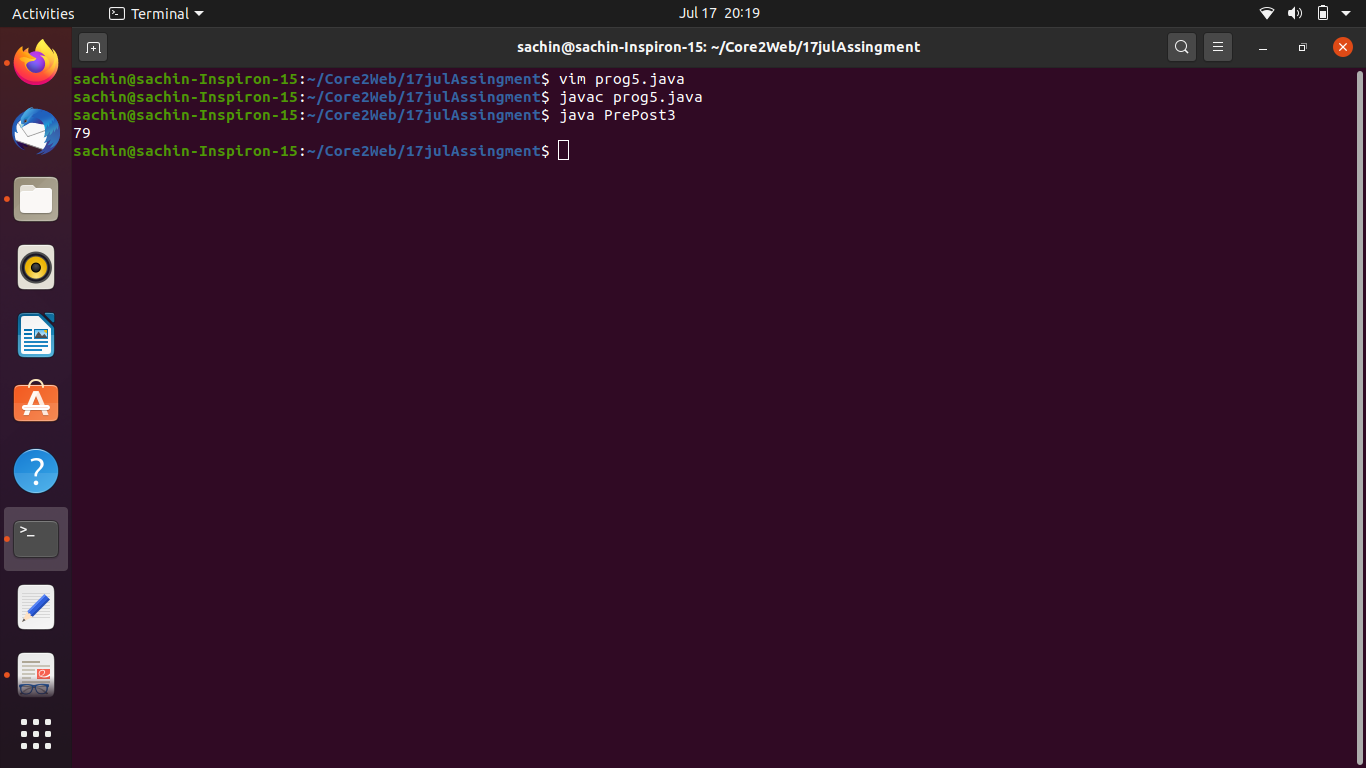 Activities Terminal Jul 17 20:19
sachin@sachin-Inspiron-15: ~/Core2Web/17julAssingment
sachin@sachin-Inspiron-15:~/Core2Web/17julAssingment$ vim prog5.java
sachin@sachin-Inspiron-15:~/Core2Web/17julAssingment$ javac prog5.java
sachin@sachin-Inspiron-15:~/Core2Web/17julAssingment$ java PrePost3
79
sachin@sachin-Inspiron-15:~/Core2Web/17julAssingment$